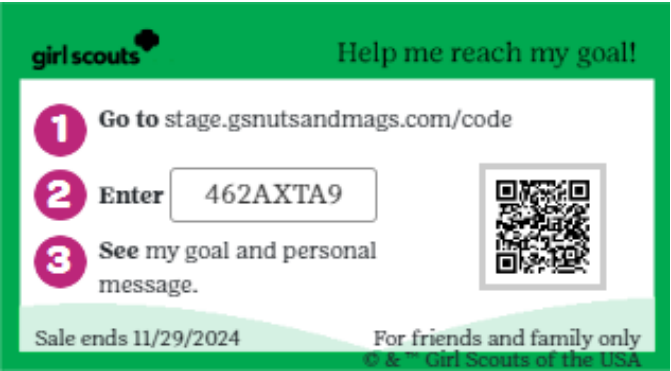 girl scouts
Help me reach my goal!
1 Go to stage.gsnutsandmags.com/code
2 Enter 462AXTA9
3 See my goal and personal
message.
Sale ends 11/29/2024
For friends and family only
© & ™ Girl Scouts of the USA